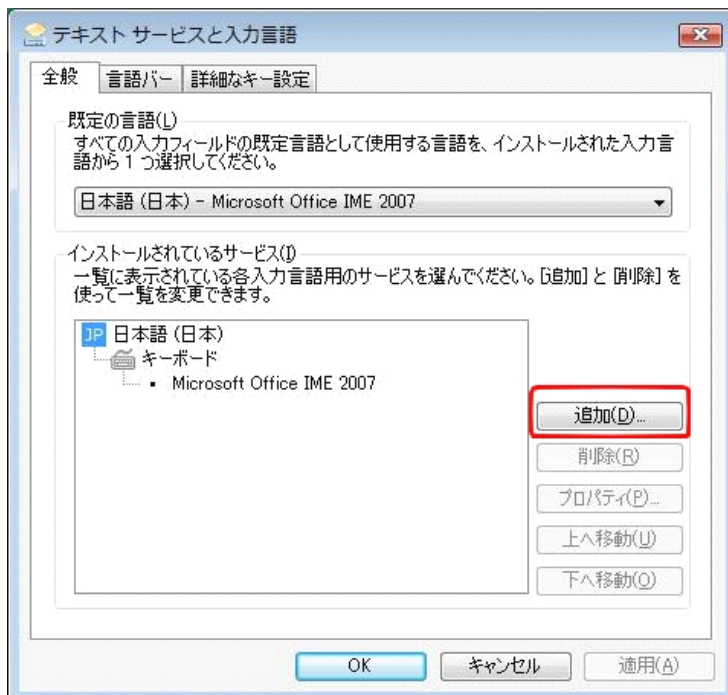 テキスト サービスと入力言語
全般
言語バー
詳細なキー設定
既定の言語(L)
すべての入力フィールドの既定言語として使用する言語を、インストールされた入力言
語から 1 つ選択してください。
日本語 (日本) - Microsoft Office IME 2007
インストールされているサービス(I)
一覧に表示されている各入力言語用のサービスを選んでください。[追加] と [削除] を
使って一覧を変更できます。
JP 日本語 (日本)
キーボード
• Microsoft Office IME 2007
追加(D)...
削除(R)
プロパティ(P)...
上へ移動(U)
下へ移動(O)
OK
キャンセル
適用(A)